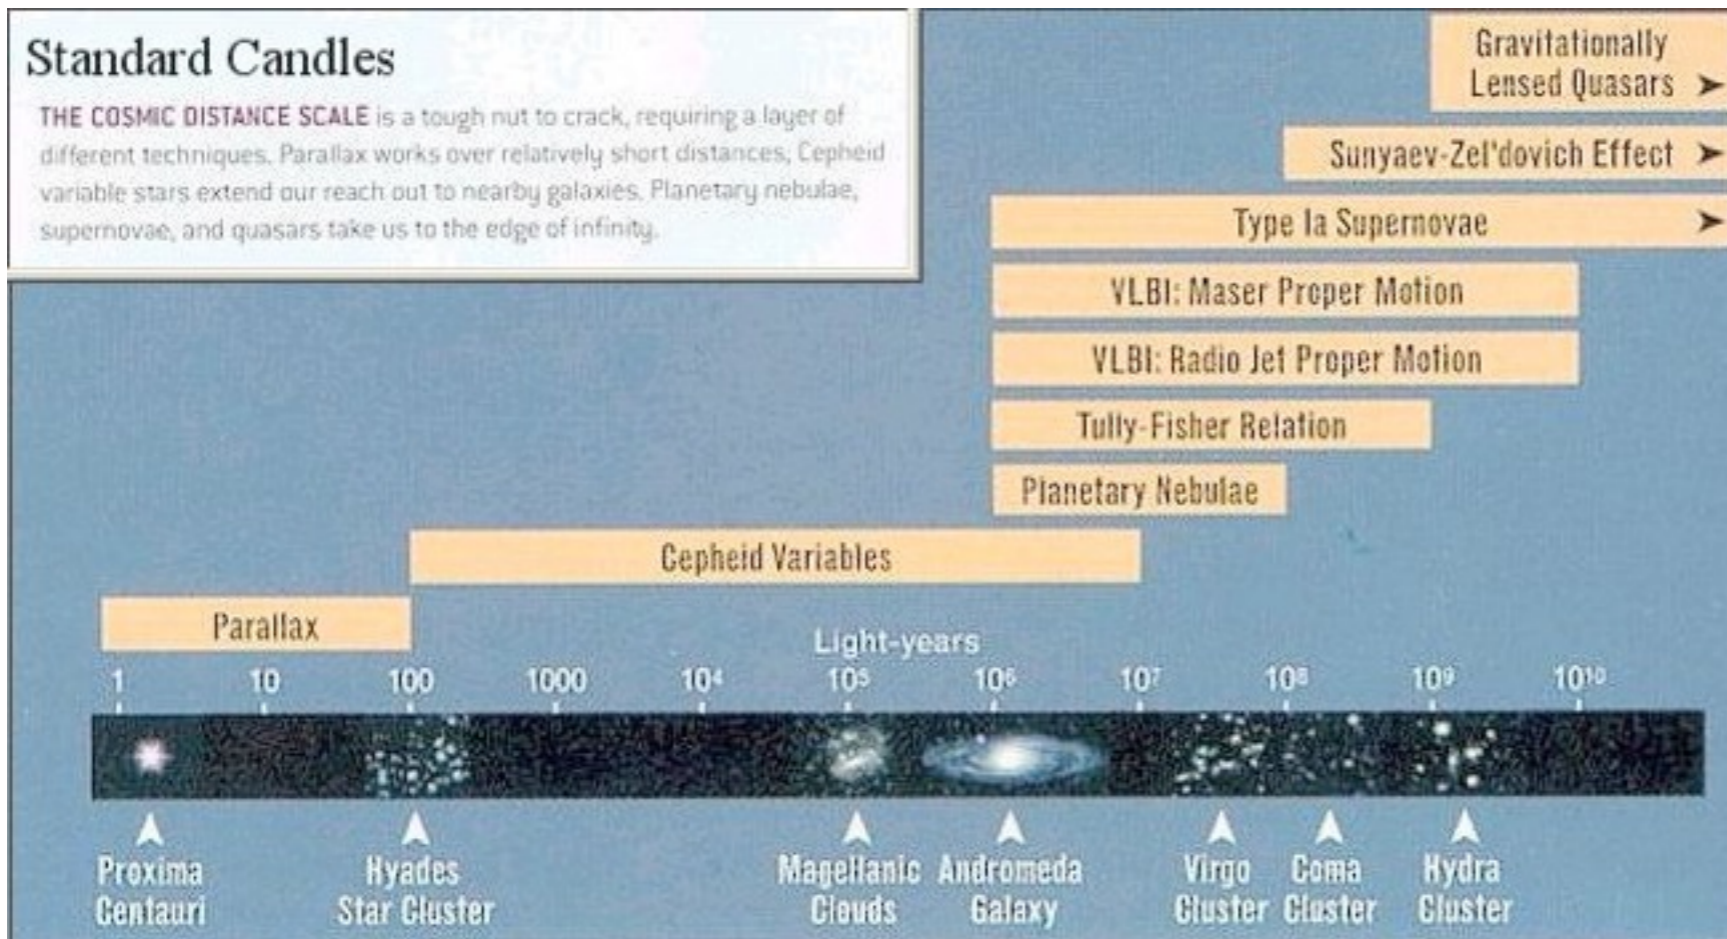 Standard Candles
THE COSMIC DISTANCE SCALE is a tough nut to crack, requiring a layer of
different techniques. Parallax works over relatively short distances; Cepheid
variable stars extend our reach out to nearby galaxies. Planetary nebulae,
supernovae, and quasars take us to the edge of infinity.
Gravitationally
Lensed Quasars
Sunyaev-Zel'dovich Effect
Type Ia Supernovae
VLBI: Maser Proper Motion
VLBI: Radio Jet Proper Motion
Tully-Fisher Relation
Planetary Nebulae
Cepheid Variables
Parallax
Light-years
1 10 100 1000 10⁴ 10⁵ 10⁶ 10⁷ 10⁸ 10⁹ 10¹⁰
Proxima
Centauri
Hyades
Star Cluster
Magellanic
Clouds
Andromeda
Galaxy
Virgo
Cluster
Coma
Cluster
Hydra
Cluster